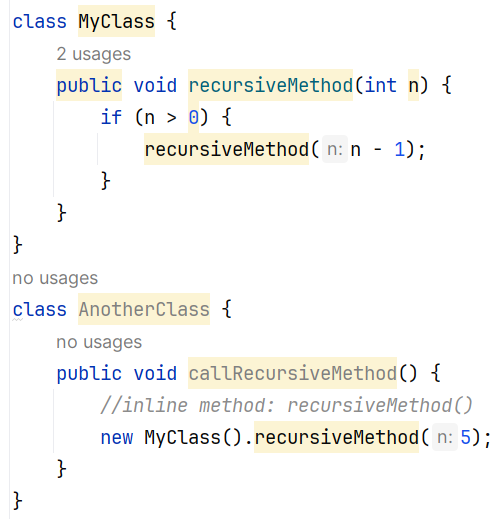 class MyClass {
2 usages
public void recursiveMethod(int n) {
if (n > 0) {
recursiveMethod( n: n - 1);
}
}
}
no usages
class AnotherClass {
no usages
public void callRecursiveMethod() {
//inline method: recursiveMethod()
new MyClass().recursiveMethod( n: 5);
}
}